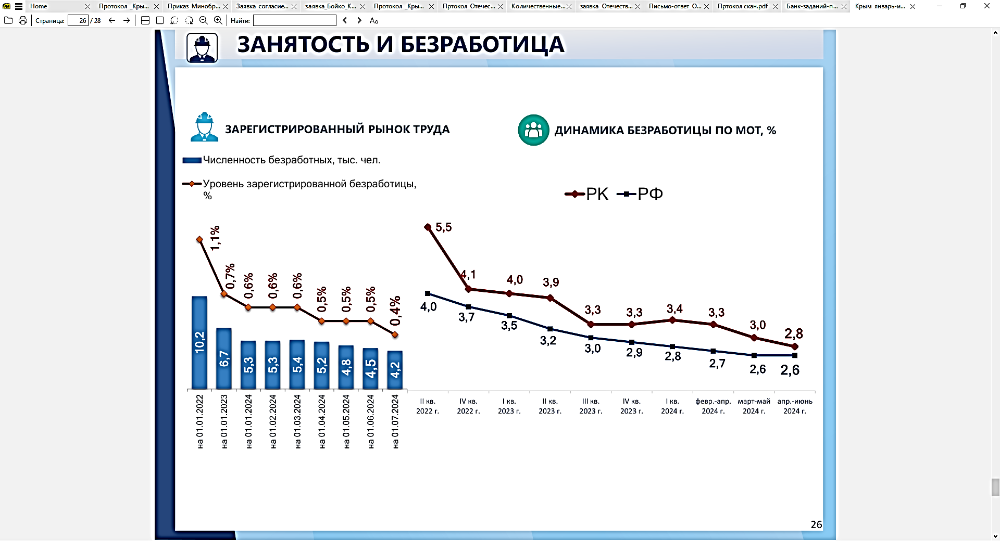 Home
Протокол _Кры...
Приказ Минобр...
Заявка согласие...
заявка_Бойко_К...
Протокол _Кры...
Пртокол Отечес...
Количественные...
заявка Отечеств...
Письмо-ответ О...
Пртокол скан.pdf
Банк-заданий-п...
Крым январь-и...
Страница: 26 / 28
Найти:
Aa
ЗАНЯТОСТЬ И БЕЗРАБОТИЦА
ЗАРЕГИСТРИРОВАННЫЙ РЫНОК ТРУДА
Численность безработных, тыс. чел.
Уровень зарегистрированной безработицы,
%
1,1%
0,7%
0,6%
0,6%
0,6%
0,5%
0,5%
0,5%
0,4%
10,2
6,7
5,3
5,3
5,4
5,2
4,8
4,5
4,2
на 01.01.2022
на 01.01.2023
на 01.01.2024
на 01.02.2024
на 01.03.2024
на 01.04.2024
на 01.05.2024
на 01.06.2024
на 01.07.2024
ДИНАМИКА БЕЗРАБОТИЦЫ ПО МОТ, %
РК РФ
5,5
4,1
4,0
3,9
3,3
3,3
3,4
3,3
3,0
2,8
4,0
3,7
3,5
3,2
3,0
2,9
2,8
2,7
2,6
2,6
II кв.
2022 г.
IV кв.
2022 г.
I кв.
2023 г.
II кв.
2023 г.
III кв.
2023 г.
IV кв.
2023 г.
I кв.
2024 г.
февр.-апр.
2024 г.
март-май
2024 г.
апр.-июнь
2024 г.
26